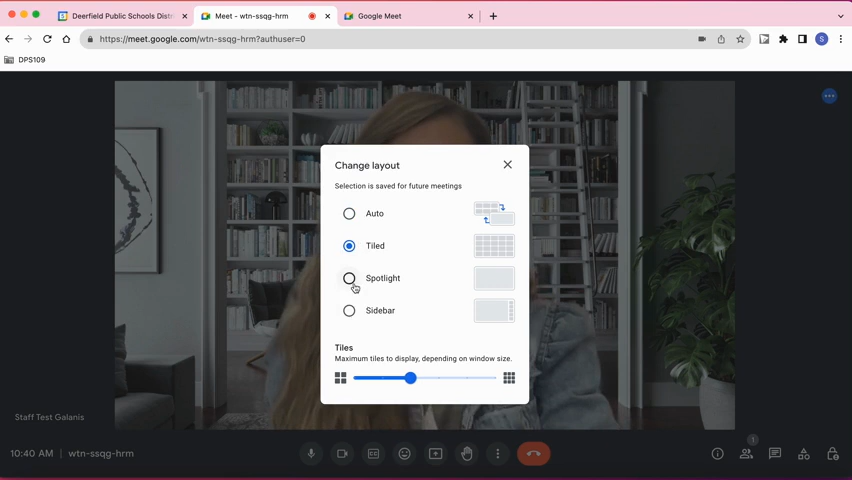 Deerfield Public Schools Distr
Meet - wtn-ssqg-hrm
Google Meet
https://meet.google.com/wtn-ssqg-hrm?authuser=0
S
DPS109
Change layout
Selection is saved for future meetings
Auto
Tiled
Spotlight
Sidebar
Tiles
Maximum tiles to display, depending on window size.
Staff Test Galanis
10:40 AM | wtn-ssqg-hrm
CC
1